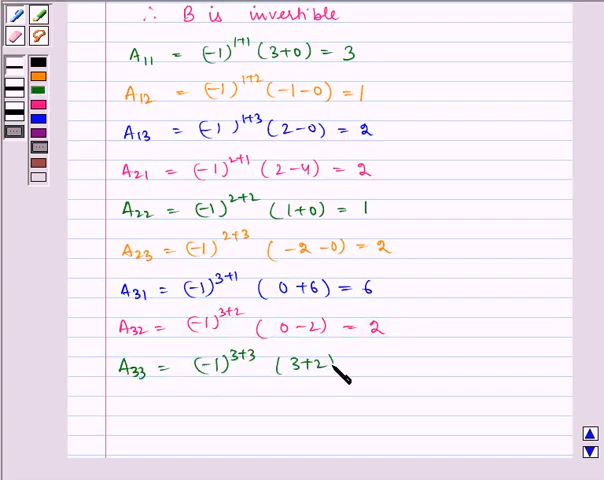 ∴ B is invertible
A₁₁ = (-1)¹⁺¹ (3+0) = 3
A₁₂ = (-1)¹⁺² (-1-0) = 1
A₁₃ = (-1)¹⁺³ (2-0) = 2
A₂₁ = (-1)²⁺¹ (2-4) = 2
A₂₂ = (-1)²⁺² (1+0) = 1
A₂₃ = (-1)²⁺³ (-2-0) = 2
A₃₁ = (-1)³⁺¹ (0+6) = 6
A₃₂ = (-1)³⁺² (0-2) = 2
A₃₃ = (-1)³⁺³ (3+2)